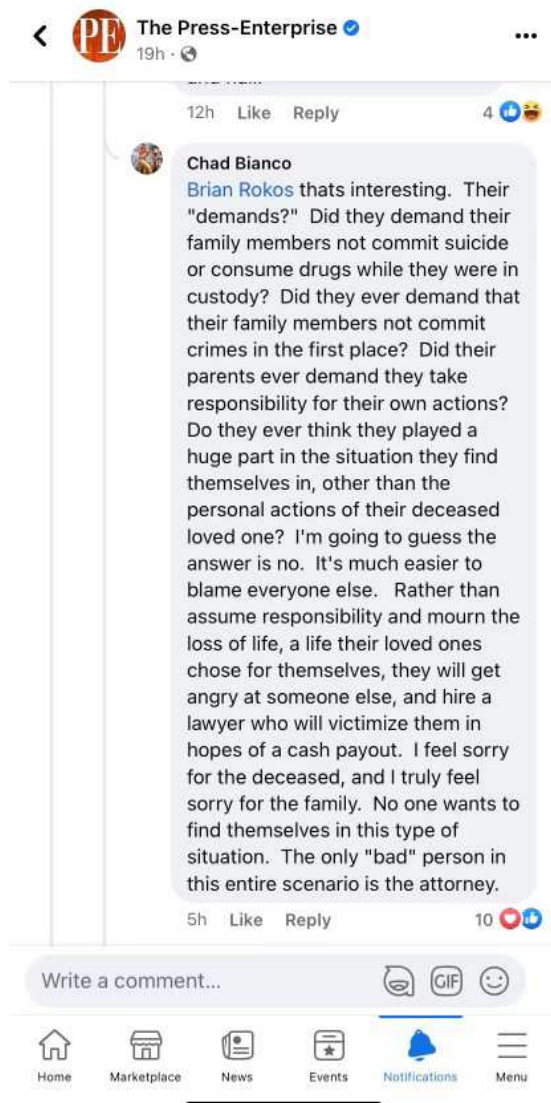 PE
The Press-Enterprise
19h ·
12h Like Reply 4
Chad Bianco
Brian Rokos thats interesting.  Their
"demands?"  Did they demand their
family members not commit suicide
or consume drugs while they were in
custody?  Did they ever demand that
their family members not commit
crimes in the first place?  Did their
parents ever demand they take
responsibility for their own actions?
Do they ever think they played a
huge part in the situation they find
themselves in, other than the
personal actions of their deceased
loved one?  I'm going to guess the
answer is no.  It's much easier to
blame everyone else.   Rather than
assume responsibility and mourn the
loss of life, a life their loved ones
chose for themselves, they will get
angry at someone else, and hire a
lawyer who will victimize them in
hopes of a cash payout.  I feel sorry
for the deceased, and I truly feel
sorry for the family.  No one wants to
find themselves in this type of
situation.  The only "bad" person in
this entire scenario is the attorney.
5h Like Reply 10
Write a comment... GIF
Home Marketplace News Events Notifications Menu